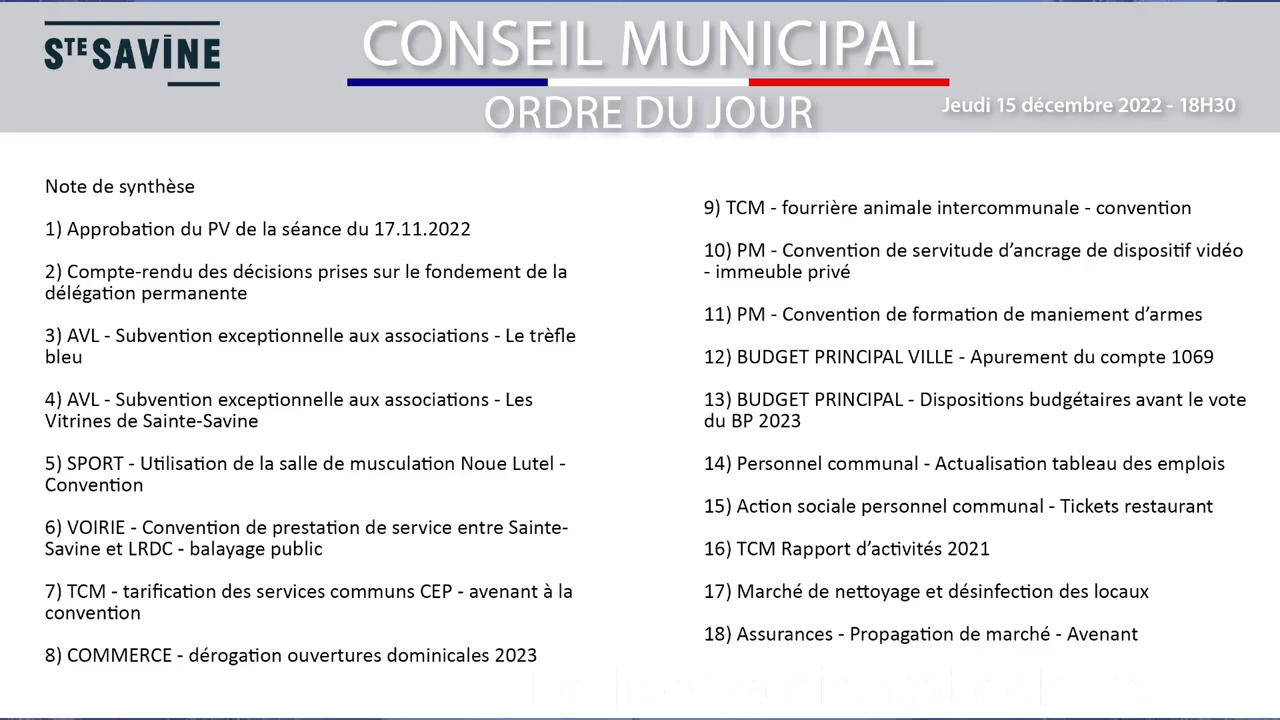 STE SAVINE
CONSEIL MUNICIPAL
ORDRE DU JOUR
Jeudi 15 décembre 2022 - 18H30
Note de synthèse
1) Approbation du PV de la séance du 17.11.2022
2) Compte-rendu des décisions prises sur le fondement de la
délégation permanente
3) AVL - Subvention exceptionnelle aux associations - Le trèfle
bleu
4) AVL - Subvention exceptionnelle aux associations - Les
Vitrines de Sainte-Savine
5) SPORT - Utilisation de la salle de musculation Noue Lutel -
Convention
6) VOIRIE - Convention de prestation de service entre Sainte-
Savine et LRDC - balayage public
7) TCM - tarification des services communs CEP - avenant à la
convention
8) COMMERCE - dérogation ouvertures dominicales 2023
9) TCM - fourrière animale intercommunale - convention
10) PM - Convention de servitude d’ancrage de dispositif vidéo
- immeuble privé
11) PM - Convention de formation de maniement d’armes
12) BUDGET PRINCIPAL VILLE - Apurement du compte 1069
13) BUDGET PRINCIPAL - Dispositions budgétaires avant le vote
du BP 2023
14) Personnel communal - Actualisation tableau des emplois
15) Action sociale personnel communal - Tickets restaurant
16) TCM Rapport d’activités 2021
17) Marché de nettoyage et désinfection des locaux
18) Assurances - Propagation de marché - Avenant